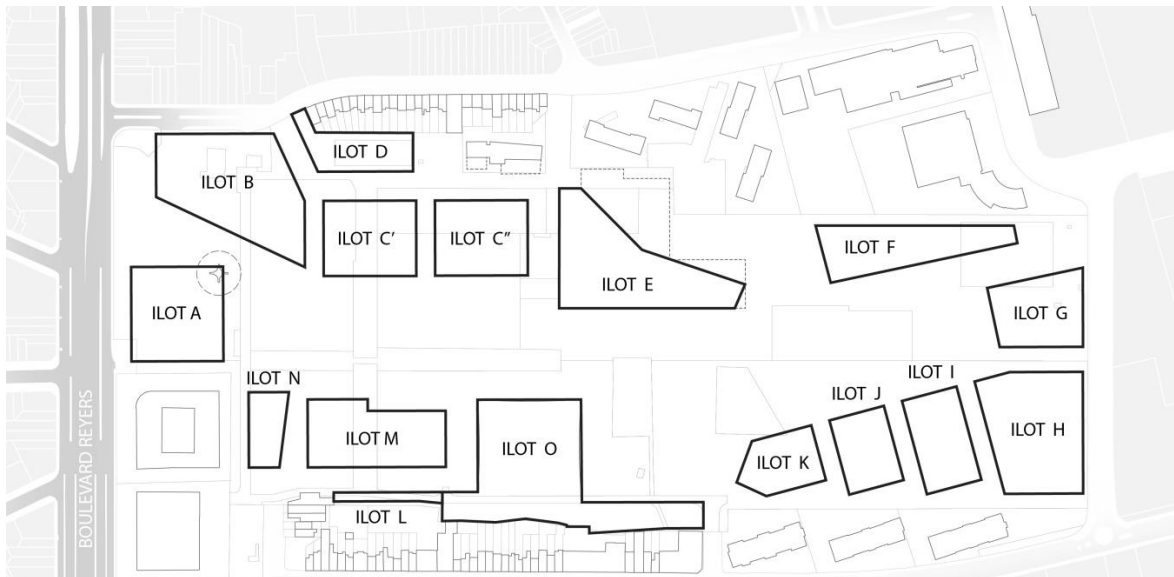 ILOT D
ILOT B
ILOT C'
ILOT C"
ILOT F
ILOT E
ILOT A
ILOT G
ILOT N
ILOT I
ILOT J
ILOT H
ILOT M
ILOT O
ILOT K
ILOT L
BOULEVARD REYERS